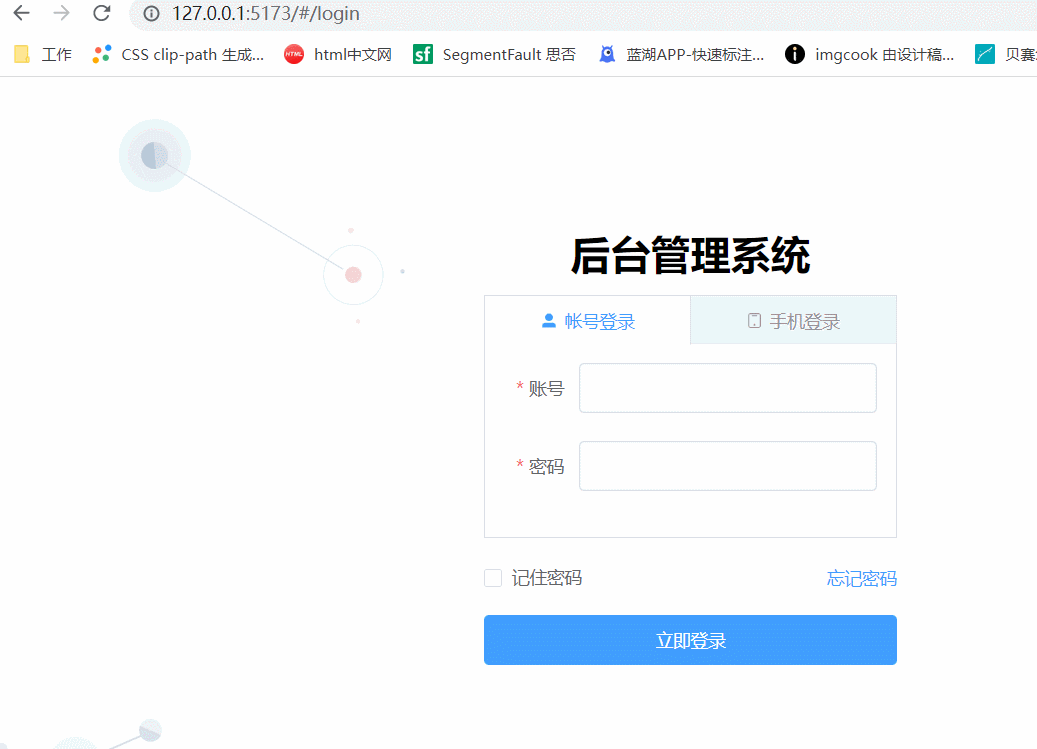 127.0.0.1:5173/#/login
工作 CSS clip-path 生成... HTML html中文网 sf SegmentFault 思否 蓝湖APP-快速标注... i imgcook 由设计稿... 贝塞
后台管理系统
帐号登录 手机登录
* 账号
* 密码
记住密码 忘记密码
立即登录